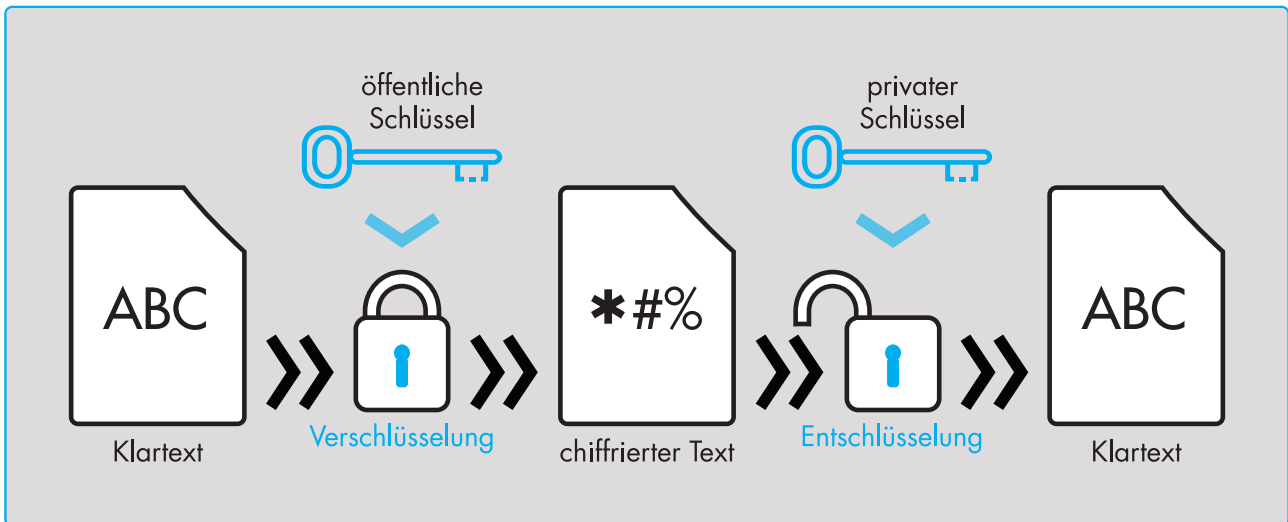 öffentliche
Schlüssel
privater
Schlüssel
ABC
*#%
ABC
Klartext
Verschlüsselung
chiffrierter Text
Entschlüsselung
Klartext